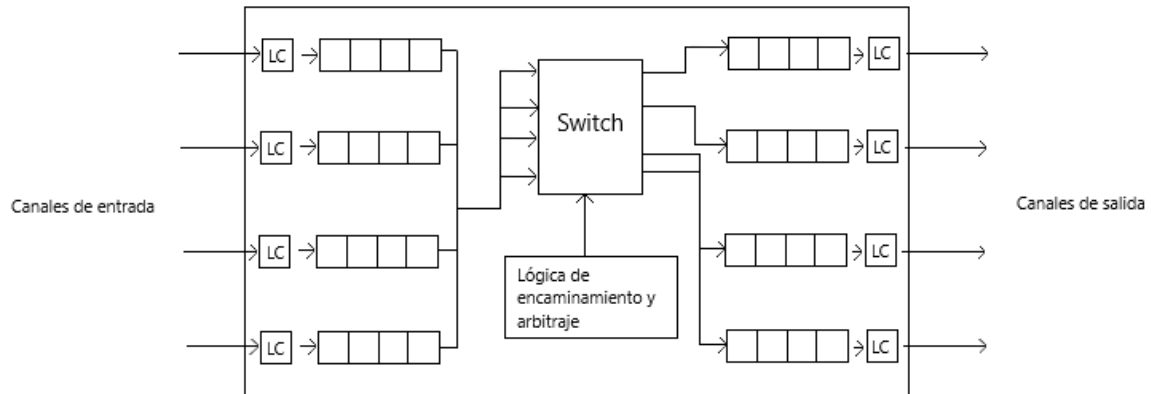 LC
LC
LC
LC
Switch
LC
LC
LC
LC
Canales de entrada
Canales de salida
Lógica de
encaminamiento y
arbitraje